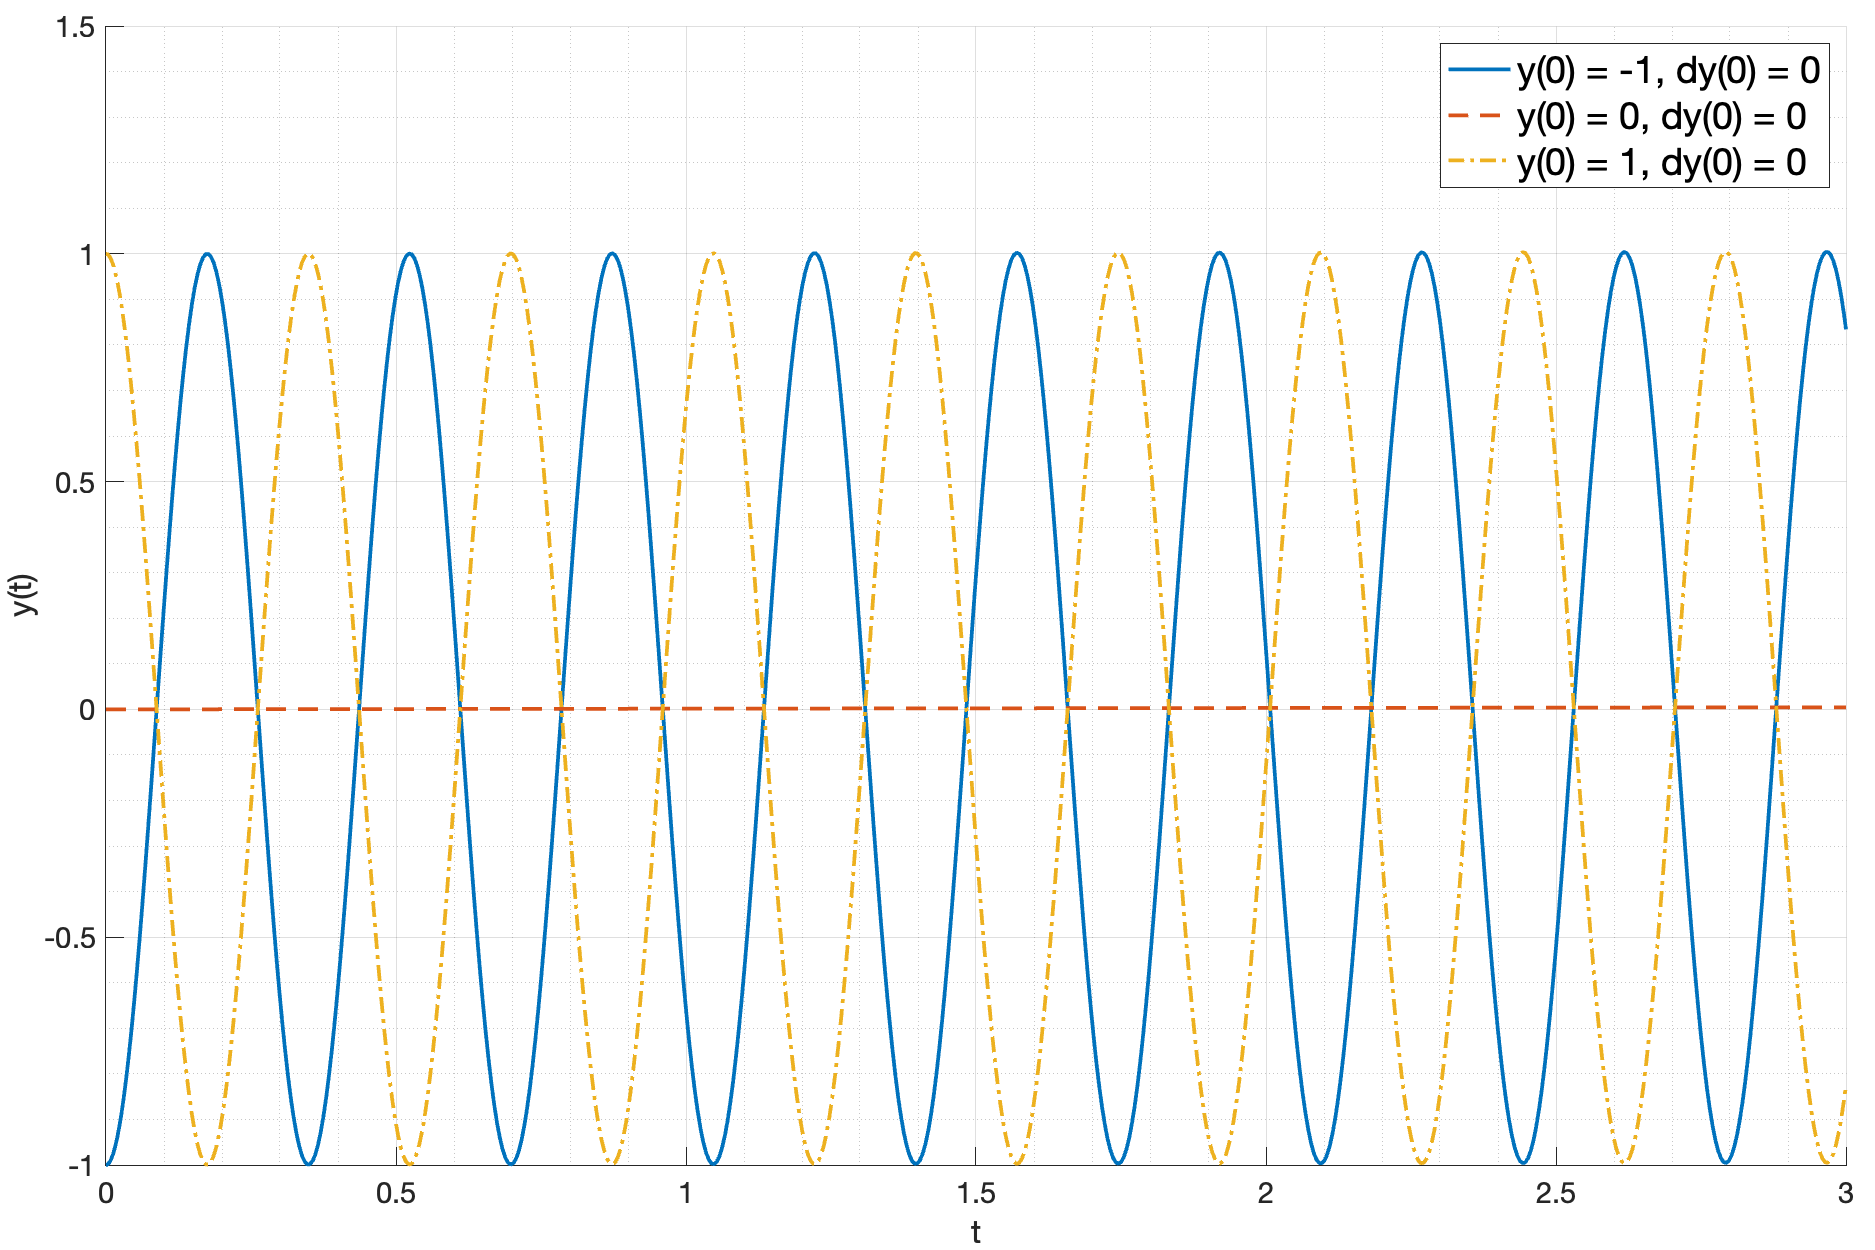 1.5
y(0) = -1, dy(0) = 0
y(0) = 0, dy(0) = 0
y(0) = 1, dy(0) = 0
1
0.5
y(t)
0
-0.5
-1
0 0.5 1 1.5 2 2.5 3
t